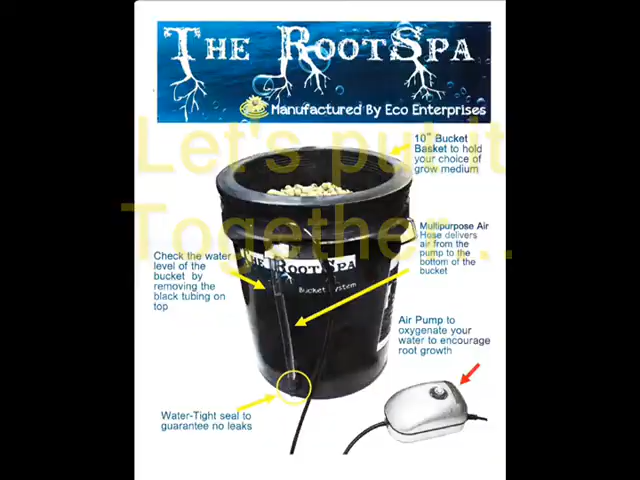 THE ROOTSPA
Manufactured By Eco Enterprises
Let's put it
Together...
10" Bucket
Basket to hold
your choice of
grow medium
Multipurpose Air
Hose delivers
air from the
pump to the
bottom of the
bucket
Check the water
level of the
bucket by
removing the
black tubing on
top
THE ROOTSPA
Bucket System
Air Pump to
oxygenate your
water to encourage
root growth
Water-Tight seal to
guarantee no leaks